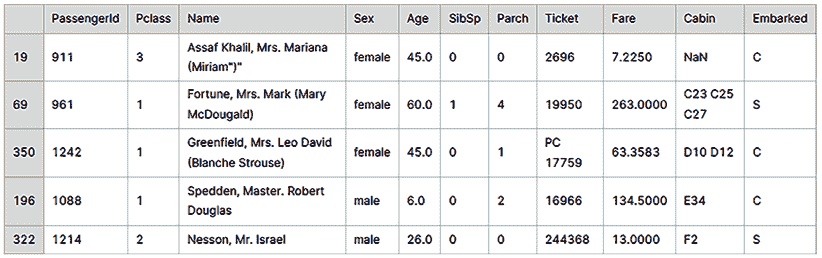 PassengerId Pclass Name Sex Age SibSp Parch Ticket Fare Cabin Embarked
19 911 3 Assaf Khalil, Mrs. Mariana (Miriam")" female 45.0 0 0 2696 7.2250 NaN C
69 961 1 Fortune, Mrs. Mark (Mary McDougald) female 60.0 1 4 19950 263.0000 C23 C25 C27 S
350 1242 1 Greenfield, Mrs. Leo David (Blanche Strouse) female 45.0 0 1 PC 17759 63.3583 D10 D12 C
196 1088 1 Spedden, Master. Robert Douglas male 6.0 0 2 16966 134.5000 E34 C
322 1214 2 Nesson, Mr. Israel male 26.0 0 0 244368 13.0000 F2 S